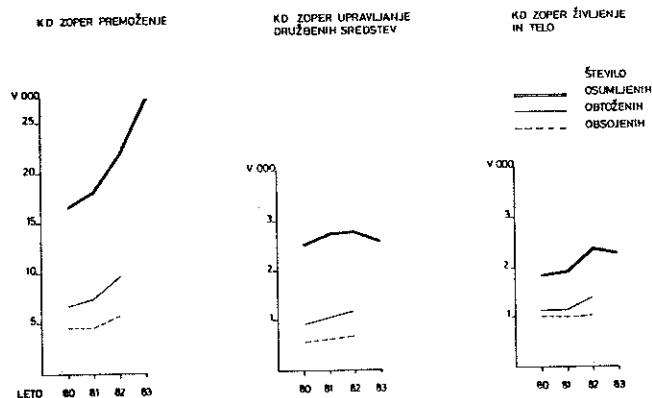 KD ZOPER PREMOŽENJE
V 000
25
20
15
10
5
LETO 80 81 82 83
KD ZOPER UPRAVLJANJE
DRUŽBENIH SREDSTEV
V 000
3
2
1
80 81 82 83
KD ZOPER ŽIVLJENJE
IN TELO
ŠTEVILO
OSUMLJENIH
OBTOŽENIH
OBSOJENIH
V 000
3
2
1
80 81 82 83